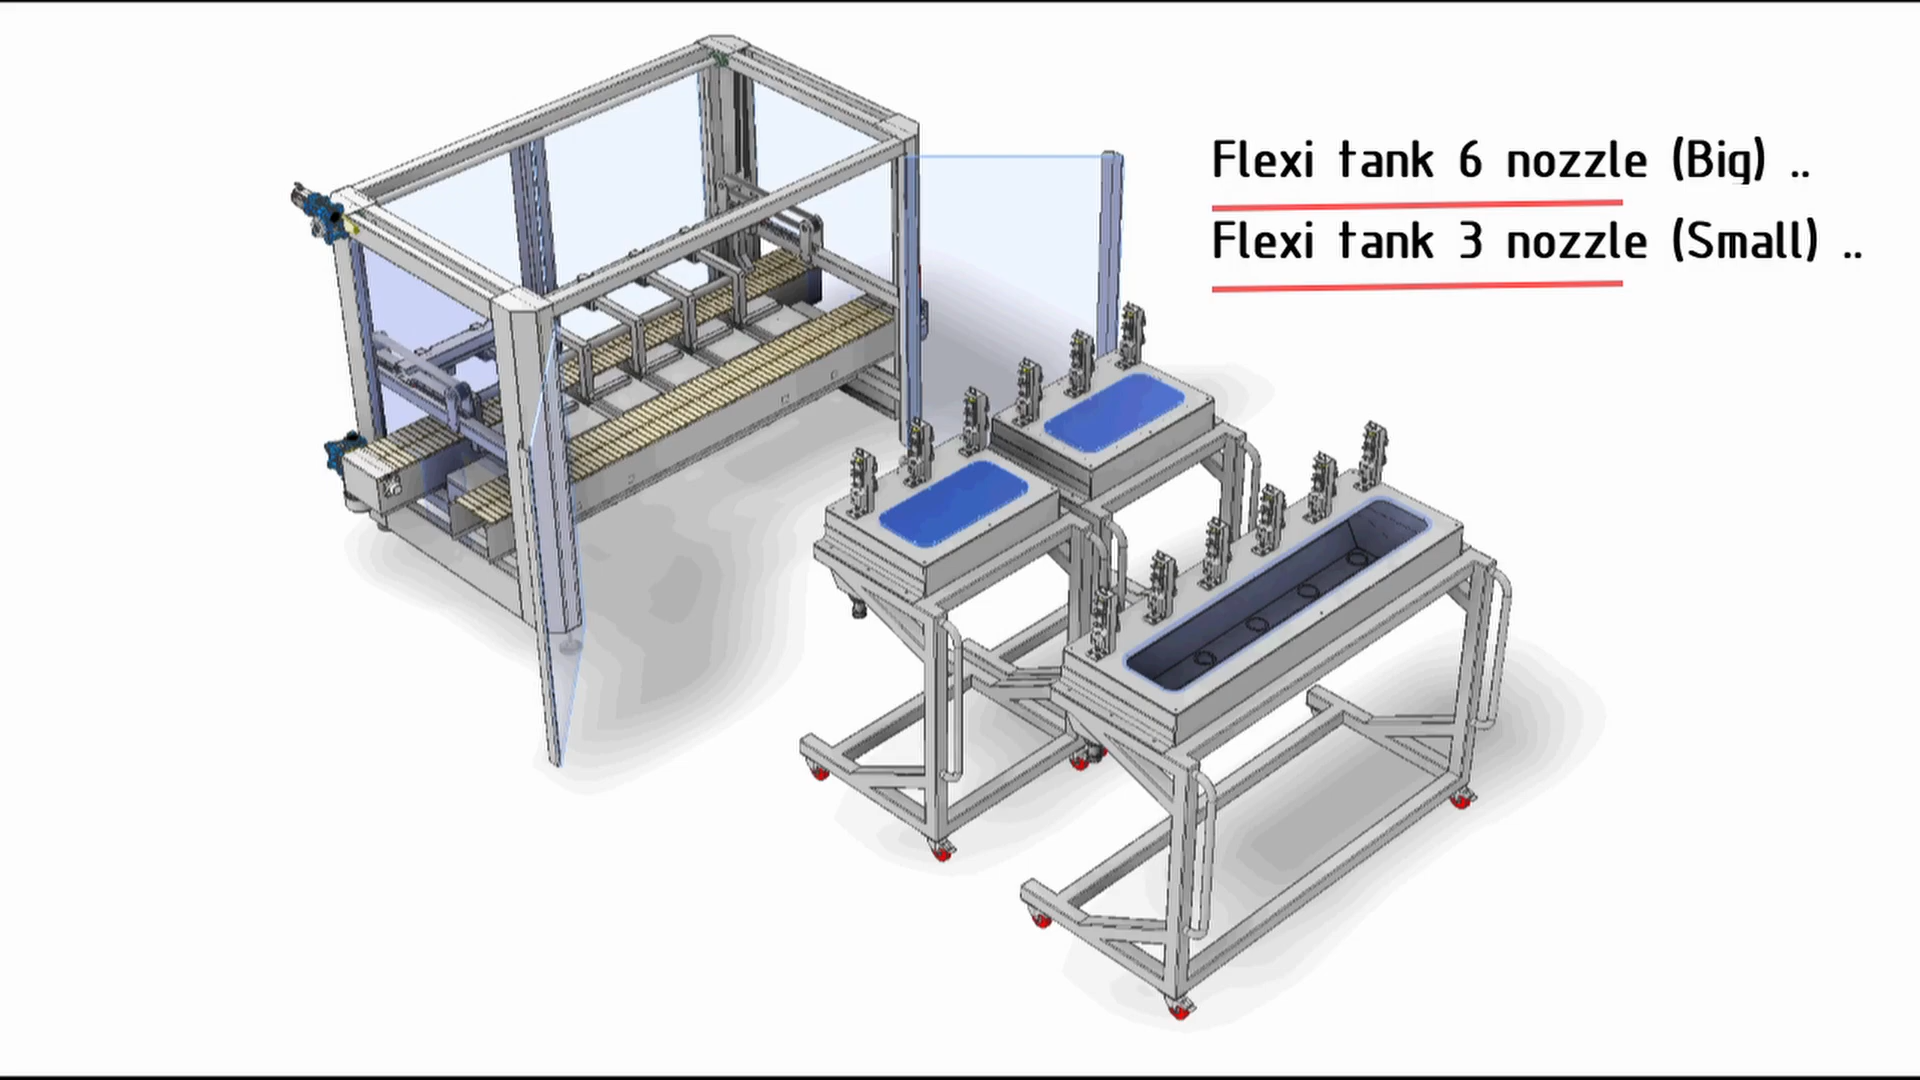 Flexi tank 6 nozzle (Big) ..
Flexi tank 3 nozzle (Small) ..